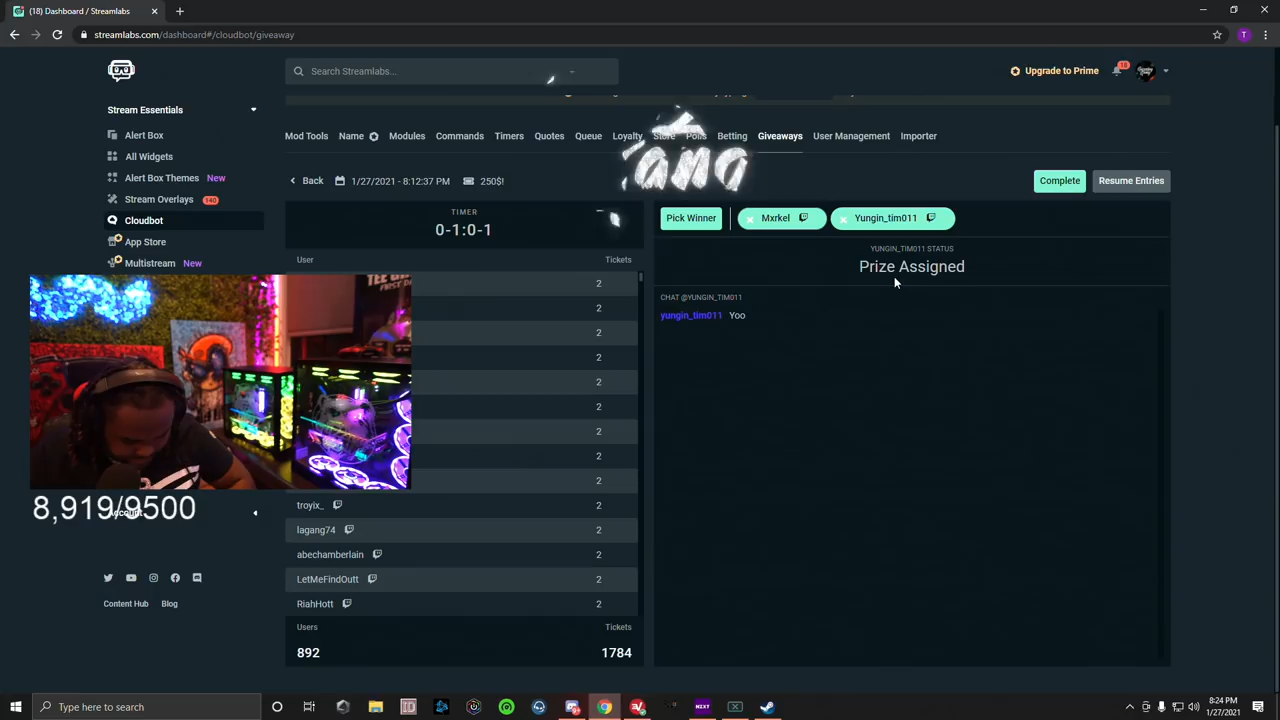 (18) Dashboard / Streamlabs
streamlabs.com/dashboard#/cloudbot/giveaway
Search Streamlabs...
Upgrade to Prime
18
Stream Essentials
Alert Box
All Widgets
Alert Box Themes New
Stream Overlays 140
Cloudbot
App Store
Multistream New
Mod Tools Name Modules Commands Timers Quotes Queue Loyalty Store Polls Betting Giveaways User Management Importer
Back 1/27/2021 - 8:12:37 PM 250$!
Complete Resume Entries
TIMER
0-1:0-1
User Tickets
2
2
2
2
2
2
2
2
2
troyix_ 2
lagang74 2
abechamberlain 2
LetMeFindOutt 2
RiahHott 2
Users Tickets
892 1784
Pick Winner Mxrkel Yungin_tim011
YUNGIN_TIM011 STATUS
Prize Assigned
CHAT @YUNGIN_TIM011
yungin_tim011 Yoo
8,919/9500
Account
Content Hub Blog
Type here to search
8:24 PM
1/27/2021